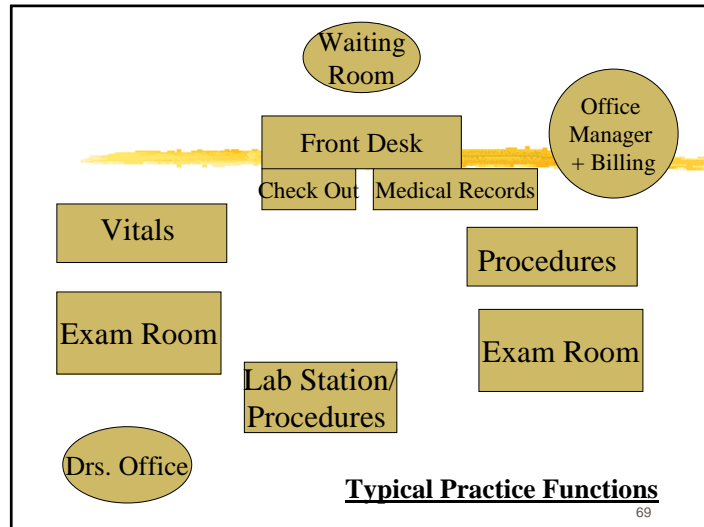 Waiting
Room
Office
Manager
+ Billing
Front Desk
Check Out
Medical Records
Vitals
Procedures
Exam Room
Exam Room
Lab Station/
Procedures
Drs. Office
Typical Practice Functions
69